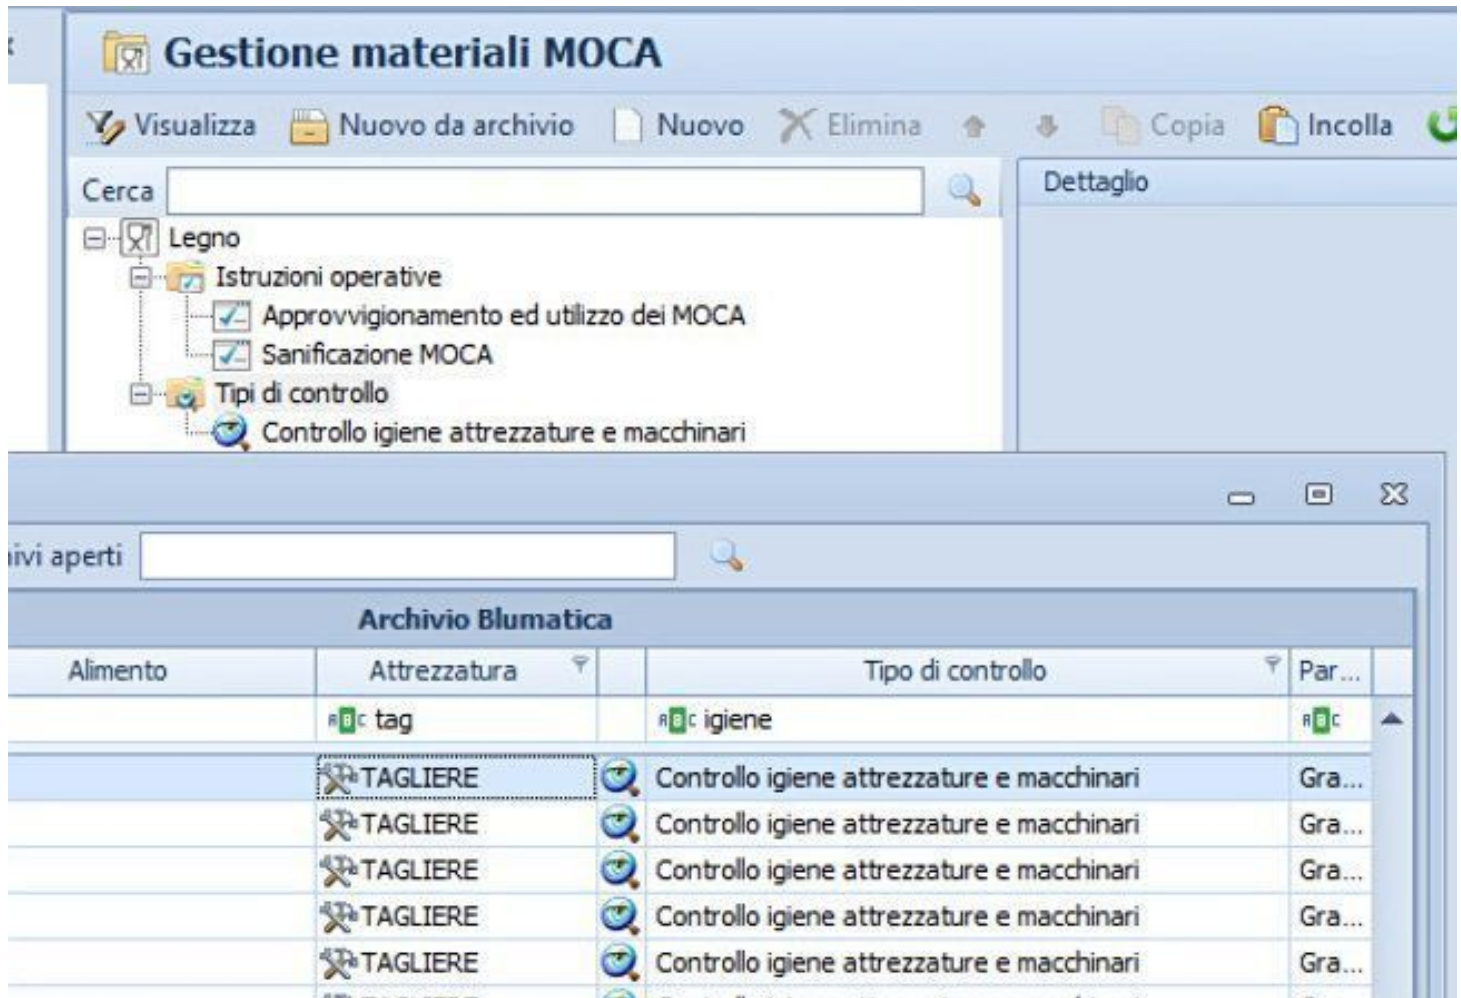 Gestione materiali MOCA
Visualizza Nuovo da archivio Nuovo Elimina Copia Incolla
Cerca Dettaglio
Legno
Istruzioni operative
Approvvigionamento ed utilizzo dei MOCA
Sanificazione MOCA
Tipi di controllo
Controllo igiene attrezzature e macchinari
ivi aperti
Archivio Blumatica
Alimento Attrezzatura Tipo di controllo Par...
ABC tag ABC igiene ABC
TAGLIERE Controllo igiene attrezzature e macchinari Gra...
TAGLIERE Controllo igiene attrezzature e macchinari Gra...
TAGLIERE Controllo igiene attrezzature e macchinari Gra...
TAGLIERE Controllo igiene attrezzature e macchinari Gra...
TAGLIERE Controllo igiene attrezzature e macchinari Gra...